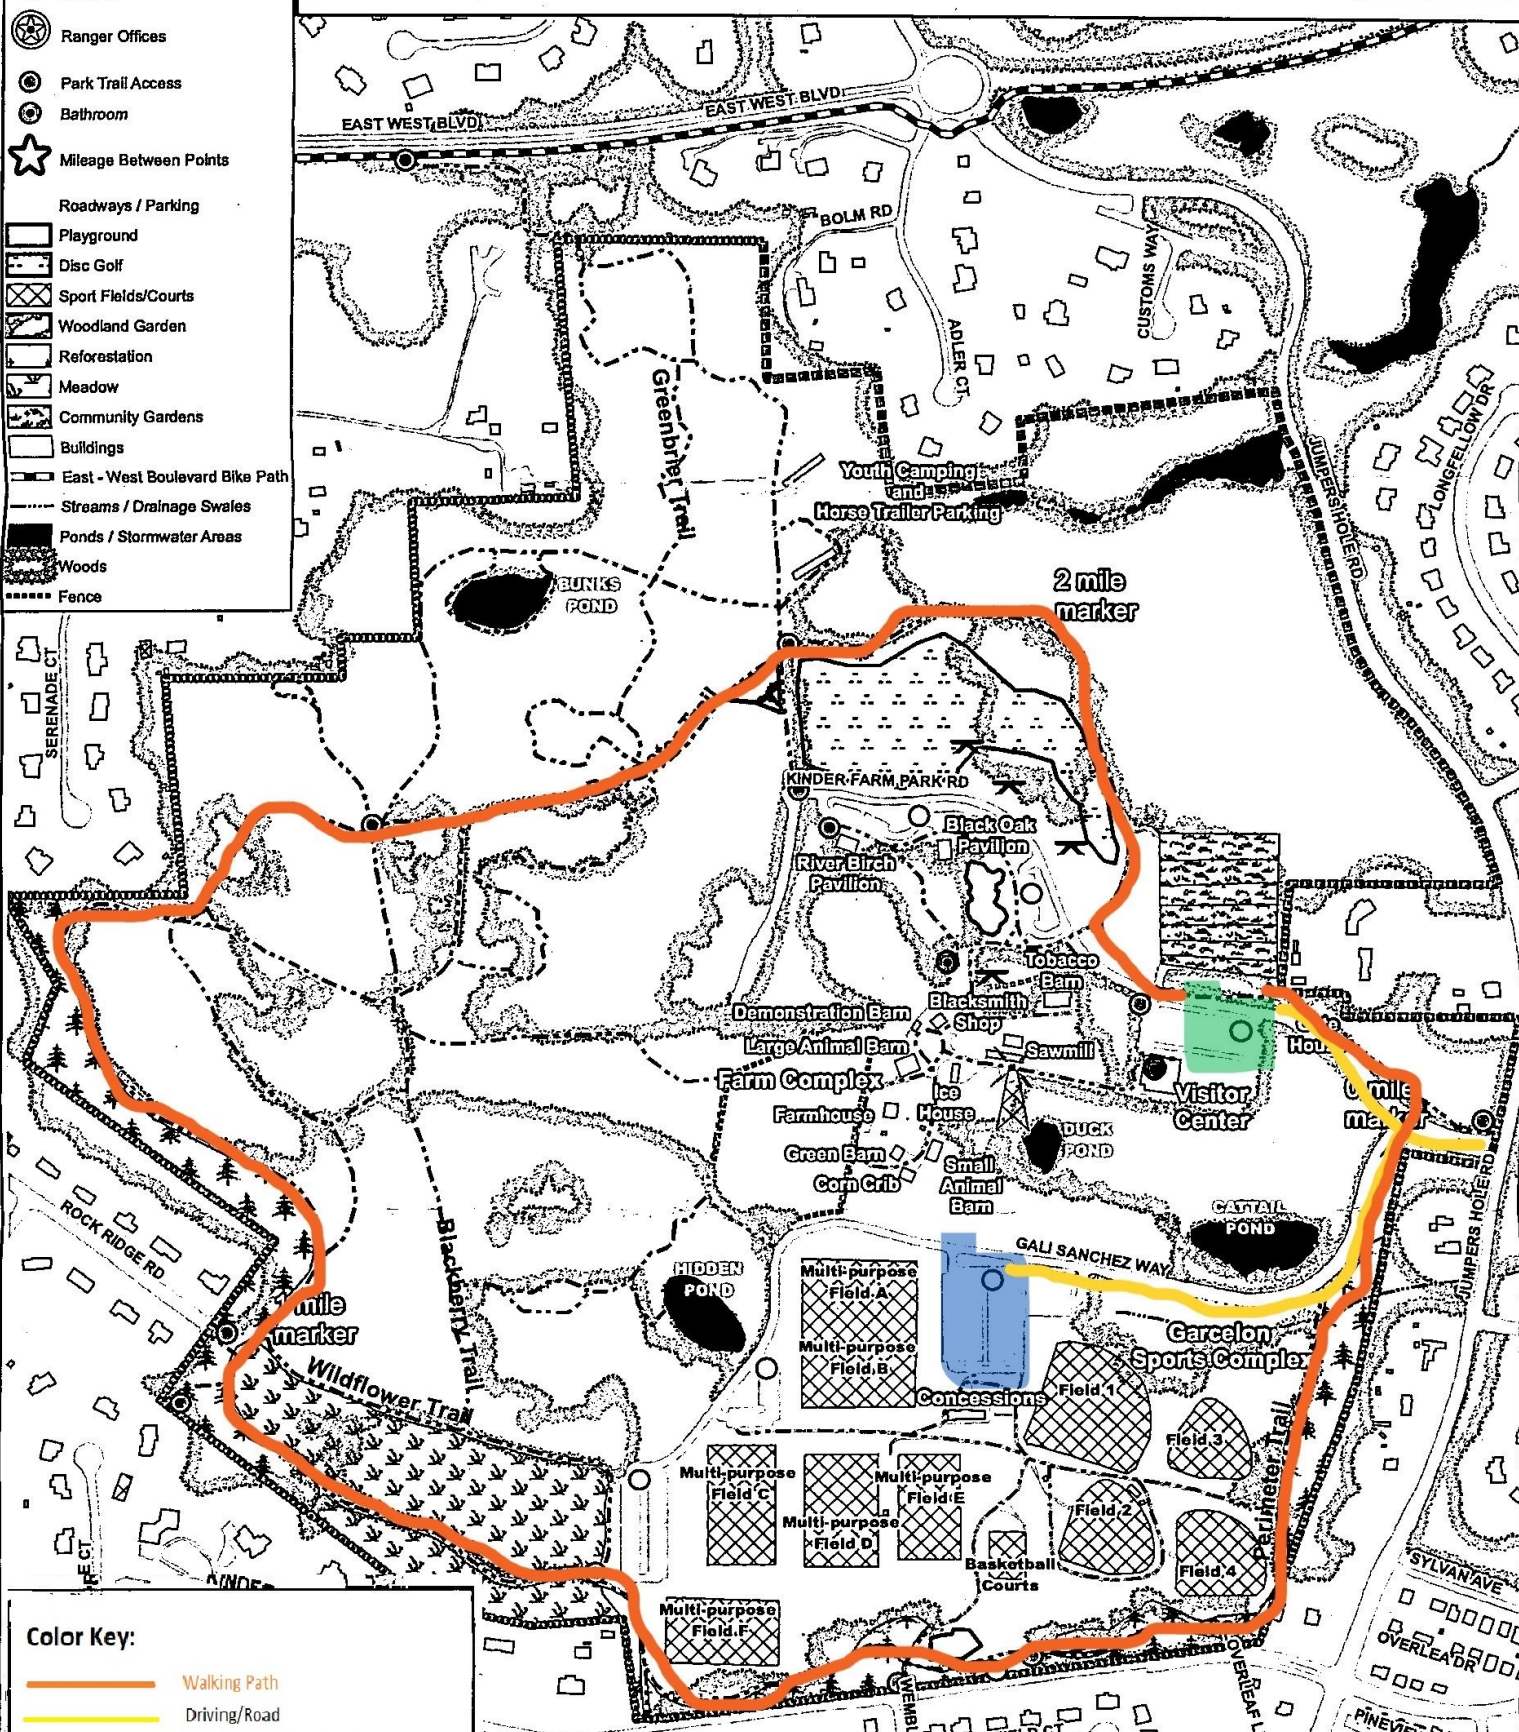 Ranger Offices
Park Trail Access
Bathroom
Mileage Between Points
Roadways / Parking
Playground
Disc Golf
Sport Fields/Courts
Woodland Garden
Reforestation
Meadow
Community Gardens
Buildings
East - West Boulevard Bike Path
Streams / Drainage Swales
Ponds / Stormwater Areas
Woods
Fence
EAST WEST BLVD
EAST WEST BLVD
BOLM RD
ADLER CT
CUSTOMS WAY
JUMPERS HOLE RD
LONGFELLOW DR
Greenbrier Trail
Youth Camping
and
Horse Trailer Parking
2 mile
marker
BUNKS
POND
SERENADE CT
KINDER FARM PARK RD
Black Oak
Pavilion
River Birch
Pavilion
Tobacco
Barn
Blacksmith
Shop
Demonstration Barn
Large Animal Barn
Sawmill
Farm Complex
Ice
House
Farmhouse
Green Barn
Corn Crib
Small
Animal
Barn
DUCK
POND
Visitor
Center
mile
CATTAIL
POND
GALI SANCHEZ WAY
JUMPERS HOLE RD
ROCK RIDGE RD
Blackberry Trail
HIDDEN
POND
mile
marker
Wildflower Trail
Multi-purpose
Field A
Multi-purpose
Field B
Garcelon
Sports Complex
Concessions
Field 1
Field 3
Perimeter Trail
Multi-purpose
Field C
Multi-purpose
Field E
Multi-purpose
Field D
Field 2
Field 4
Basketball
Courts
Multi-purpose
Field F
SYLVAN AVE
OVERLEA DR
Color Key:
Walking Path
Driving/Road